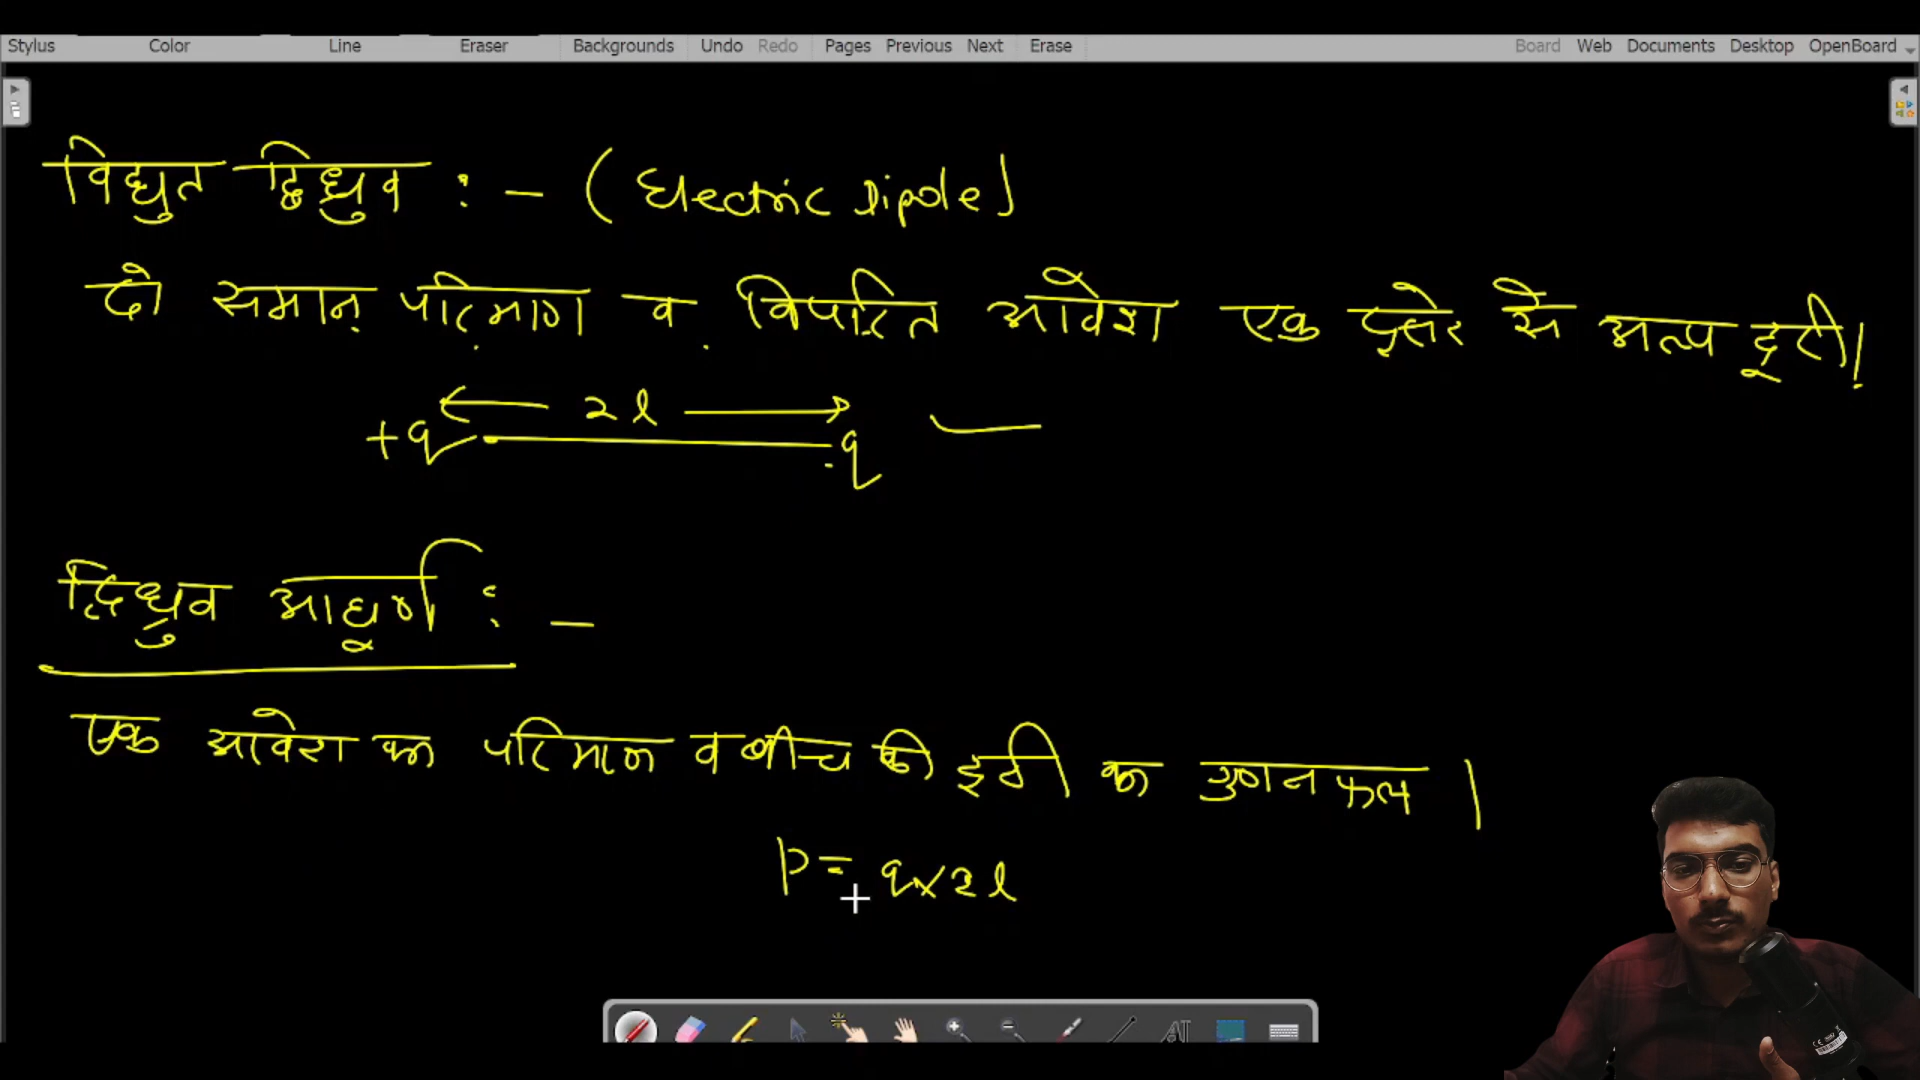 Stylus Color Line Eraser Backgrounds Undo Redo Pages Previous Next Erase Board Web Documents Desktop OpenBoard
विद्युत द्विध्रुव :- (Electric dipole)
दो समान परिमाण व विपरित आवेश एक दूसरे से अल्प दूरी।
2l
+q -q
द्विध्रुव आघूर्ण :-
एक आवेश का परिमाण व बीच की दूरी का गुणनफल |
P = q×2l